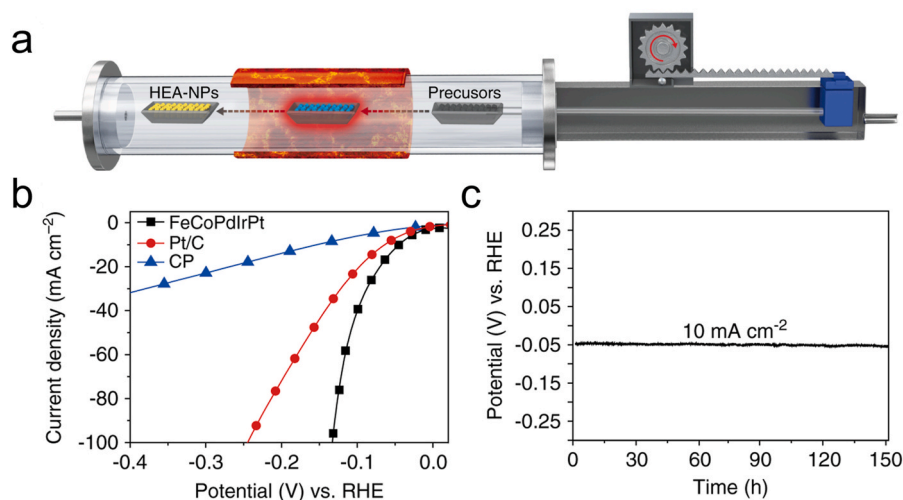 a
HEA-NPs
Precusors
b
Current density (mA cm⁻²)
0
-20
-40
-60
-80
-100
FeCoPdIrPt
Pt/C
CP
-0.4
-0.3
-0.2
-0.1
0.0
Potential (V) vs. RHE
c
Potential (V) vs. RHE
0.25
0.15
0.05
-0.05
-0.15
-0.25
10 mA cm⁻²
0
30
60
90
120
150
Time (h)